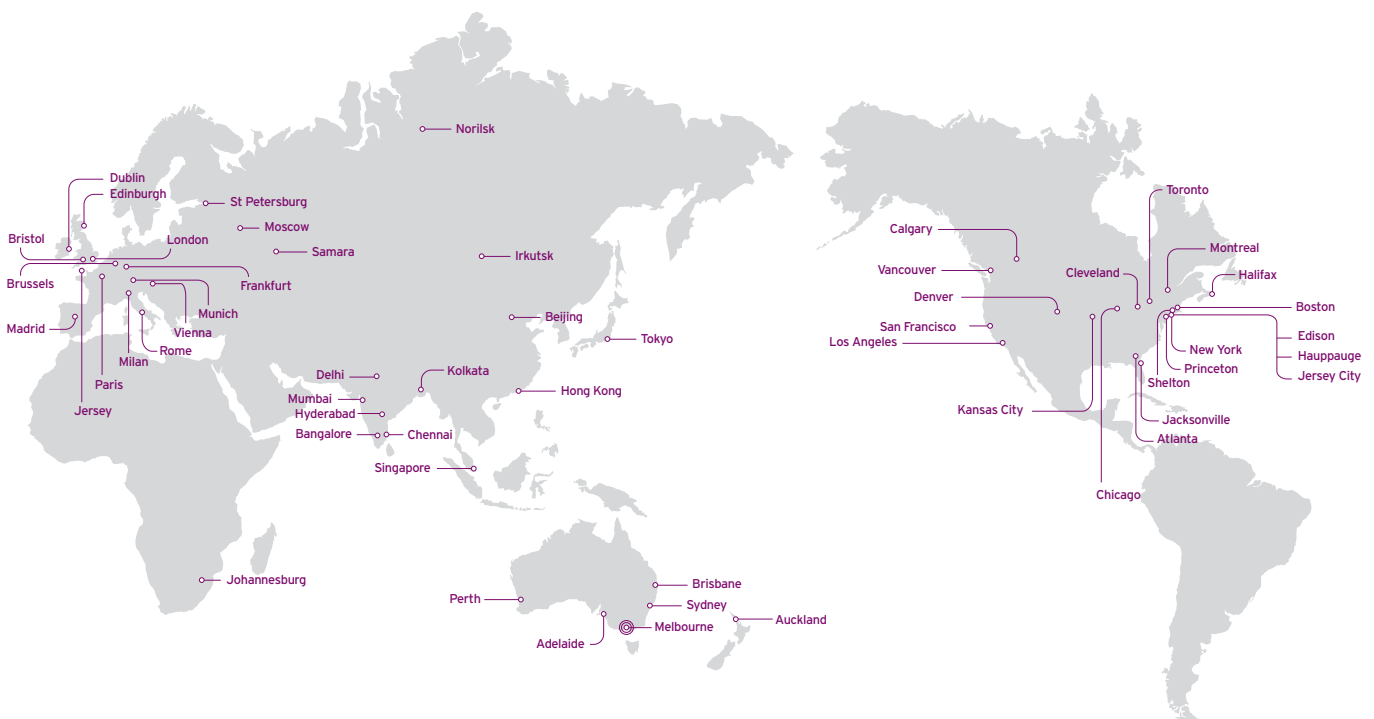 Norilsk
Dublin
Edinburgh
St Petersburg
Moscow
Bristol
London
Samara
Irkutsk
Brussels
Frankfurt
Munich
Madrid
Vienna
Rome
Milan
Paris
Jersey
Beijing
Tokyo
Delhi
Kolkata
Mumbai
Hong Kong
Hyderabad
Bangalore
Chennai
Singapore
Johannesburg
Perth
Brisbane
Sydney
Melbourne
Adelaide
Auckland
Toronto
Calgary
Montreal
Vancouver
Cleveland
Halifax
Denver
Boston
San Francisco
Los Angeles
Edison
New York
Hauppauge
Princeton
Jersey City
Shelton
Kansas City
Jacksonville
Atlanta
Chicago